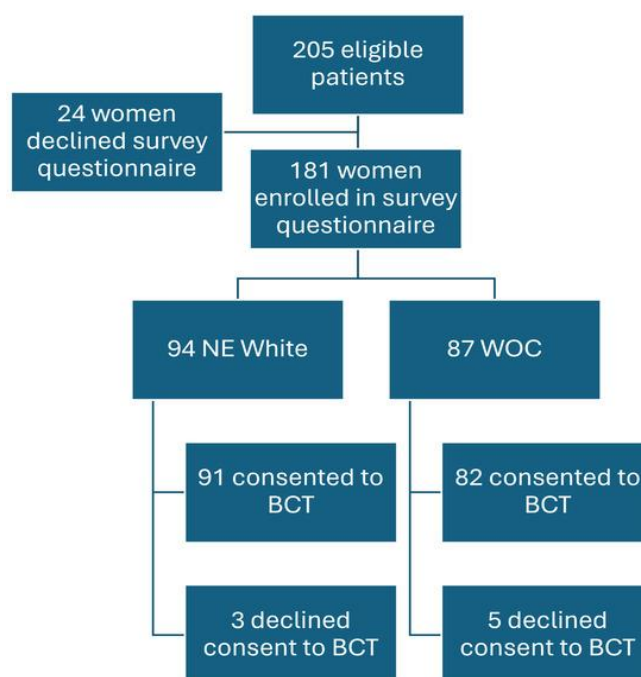 205 eligible
patients
24 women
declined survey
questionnaire
181 women
enrolled in survey
questionnaire
94 NE White
87 WOC
91 consented to
BCT
82 consented to
BCT
3 declined
consent to BCT
5 declined
consent to BCT